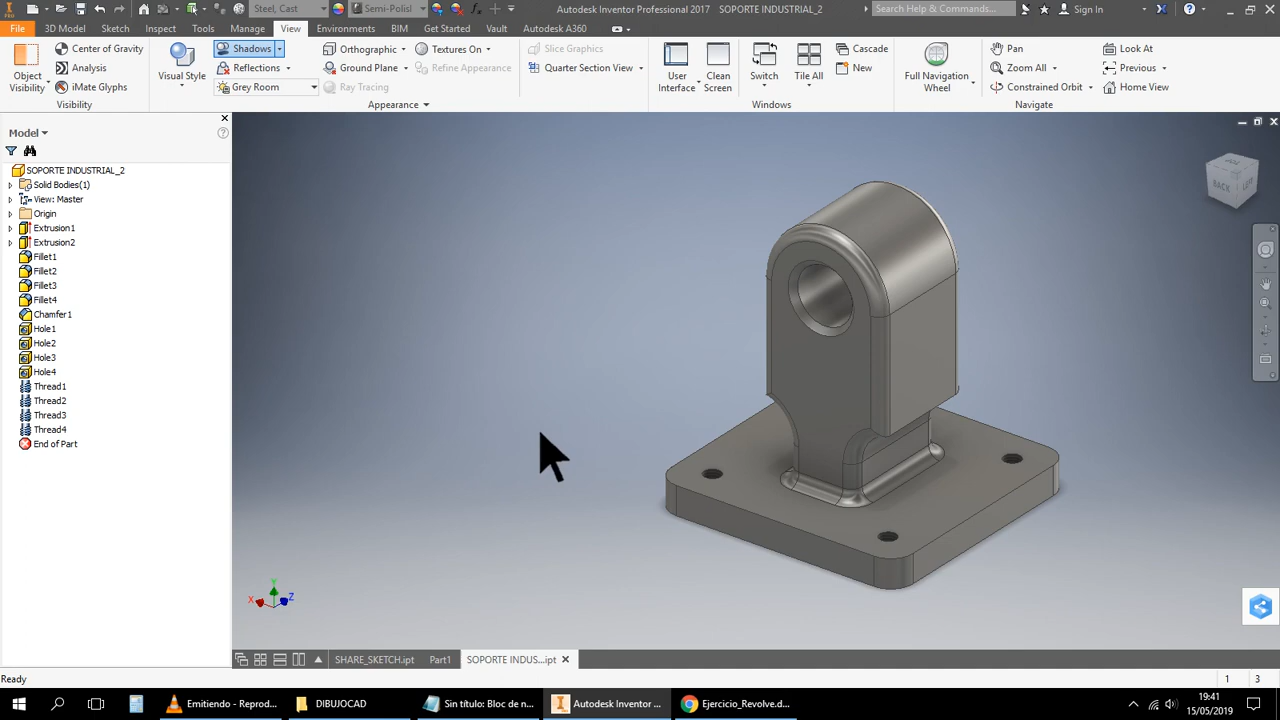 PRO
Steel, Cast
Semi-Polisl
Autodesk Inventor Professional 2017 SOPORTE INDUSTRIAL_2
Search Help & Commands...
Sign In
File
3D Model
Sketch
Inspect
Tools
Manage
View
Environments
BIM
Get Started
Vault
Autodesk A360
Object
Visibility
Center of Gravity
Analysis
iMate Glyphs
Visibility
Visual Style
Shadows
Reflections
Grey Room
Orthographic
Ground Plane
Ray Tracing
Textures On
Refine Appearance
Appearance
Slice Graphics
Quarter Section View
User
Interface
Clean
Screen
Switch
Tile All
Cascade
New
Windows
Full Navigation
Wheel
Pan
Zoom All
Constrained Orbit
Look At
Previous
Home View
Navigate
Model
SOPORTE INDUSTRIAL_2
Solid Bodies(1)
View: Master
Origin
Extrusion1
Extrusion2
Fillet1
Fillet2
Fillet3
Fillet4
Chamfer1
Hole1
Hole2
Hole3
Hole4
Thread1
Thread2
Thread3
Thread4
End of Part
BACK
LEFT
Y
X
Z
SHARE_SKETCH.ipt
Part1
SOPORTE INDUS...ipt
Ready
1
3
Emitiendo - Reprod...
DIBUJOCAD
Sin título: Bloc de n...
Autodesk Inventor ...
Ejercicio_Revolve.d...
19:41
15/05/2019